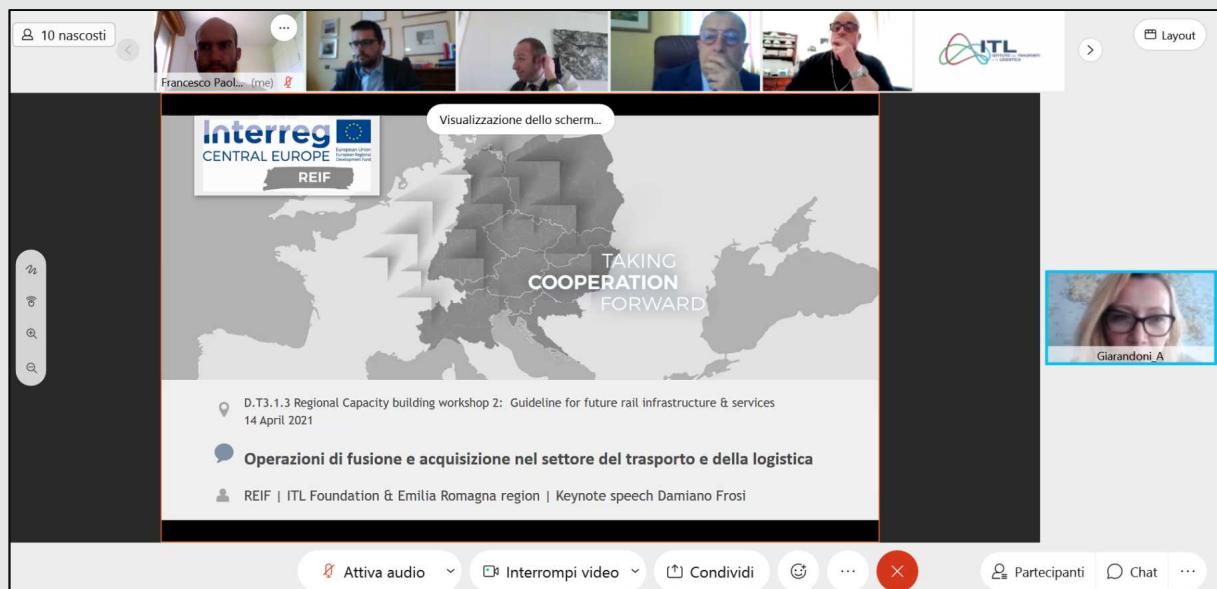 10 nascosti
Francesco Paol... (me)
ITL
Layout
Visualizzazione dello scherm...
Interreg
CENTRAL EUROPE
European Union
European Regional
Development Fund
REIF
TAKING
COOPERATION
FORWARD
Giarandoni_A
D.T3.1.3 Regional Capacity building workshop 2: Guideline for future rail infrastructure & services
14 April 2021
Operazioni di fusione e acquisizione nel settore del trasporto e della logistica
REIF | ITL Foundation & Emilia Romagna region | Keynote speech Damiano Frosi
Attiva audio
Interrompi video
Condividi
Partecipanti
Chat